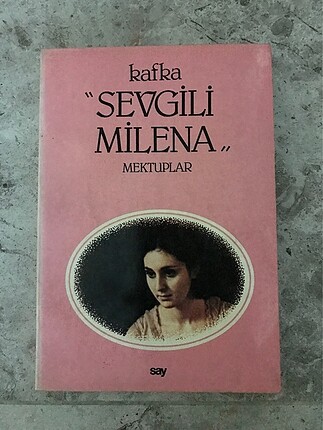 kafka
“SEVGİLİ
MİLENA„
MEKTUPLAR
say